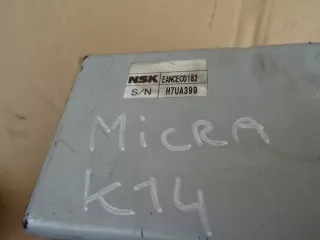 NSK EANCEC0182
S/N H7UA399
MiCRA
K14